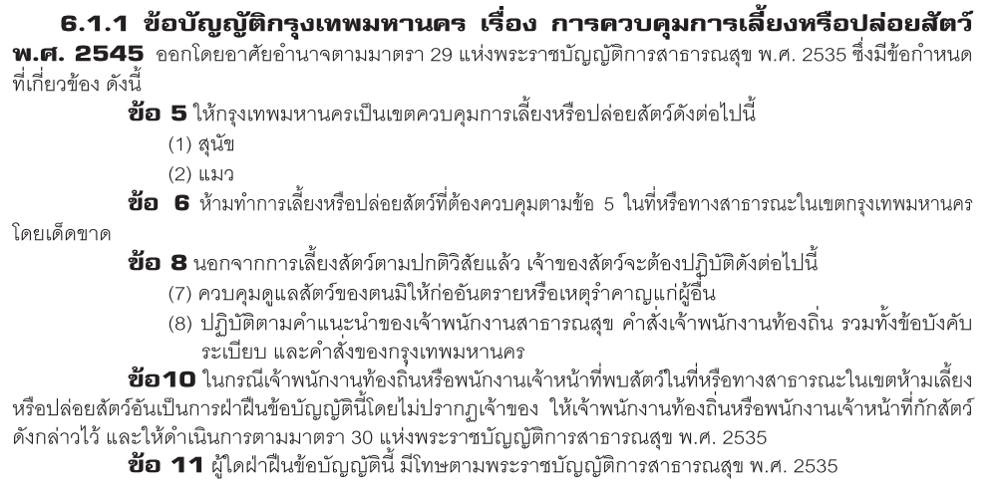 6.1.1 ข้อบัญญัติกรุงเทพมหานคร เรื่อง การควบคุมการเลี้ยงหรือปล่อยสัตว์
พ.ศ. 2545 ออกโดยอาศัยอำนาจตามมาตรา 29 แห่งพระราชบัญญัติการสาธารณสุข พ.ศ. 2535 ซึ่งมีข้อกำหนด
ที่เกี่ยวข้อง ดังนี้
ข้อ 5 ให้กรุงเทพมหานครเป็นเขตควบคุมการเลี้ยงหรือปล่อยสัตว์ดังต่อไปนี้
(1) สุนัข
(2) แมว
ข้อ 6 ห้ามทำการเลี้ยงหรือปล่อยสัตว์ที่ต้องควบคุมตามข้อ 5 ในที่หรือทางสาธารณะในเขตกรุงเทพมหานคร
โดยเด็ดขาด
ข้อ 8 นอกจากการเลี้ยงสัตว์ตามปกติวิสัยแล้ว เจ้าของสัตว์จะต้องปฏิบัติดังต่อไปนี้
(7) ควบคุมดูแลสัตว์ของตนมิให้ก่ออันตรายหรือเหตุรำคาญแก่ผู้อื่น
(8) ปฏิบัติตามคำแนะนำของเจ้าพนักงานสาธารณสุข คำสั่งเจ้าพนักงานท้องถิ่น รวมทั้งข้อบังคับ
ระเบียบ และคำสั่งของกรุงเทพมหานคร
ข้อ10 ในกรณีเจ้าพนักงานท้องถิ่นหรือพนักงานเจ้าหน้าที่พบสัตว์ในที่หรือทางสาธารณะในเขตห้ามเลี้ยง
หรือปล่อยสัตว์อันเป็นการฝ่าฝืนข้อบัญญัตินี้โดยไม่ปรากฏเจ้าของ ให้เจ้าพนักงานท้องถิ่นหรือพนักงานเจ้าหน้าที่กักสัตว์
ดังกล่าวไว้ และให้ดำเนินการตามมาตรา 30 แห่งพระราชบัญญัติการสาธารณสุข พ.ศ. 2535
ข้อ 11 ผู้ใดฝ่าฝืนข้อบัญญัตินี้ มีโทษตามพระราชบัญญัติการสาธารณสุข พ.ศ. 2535